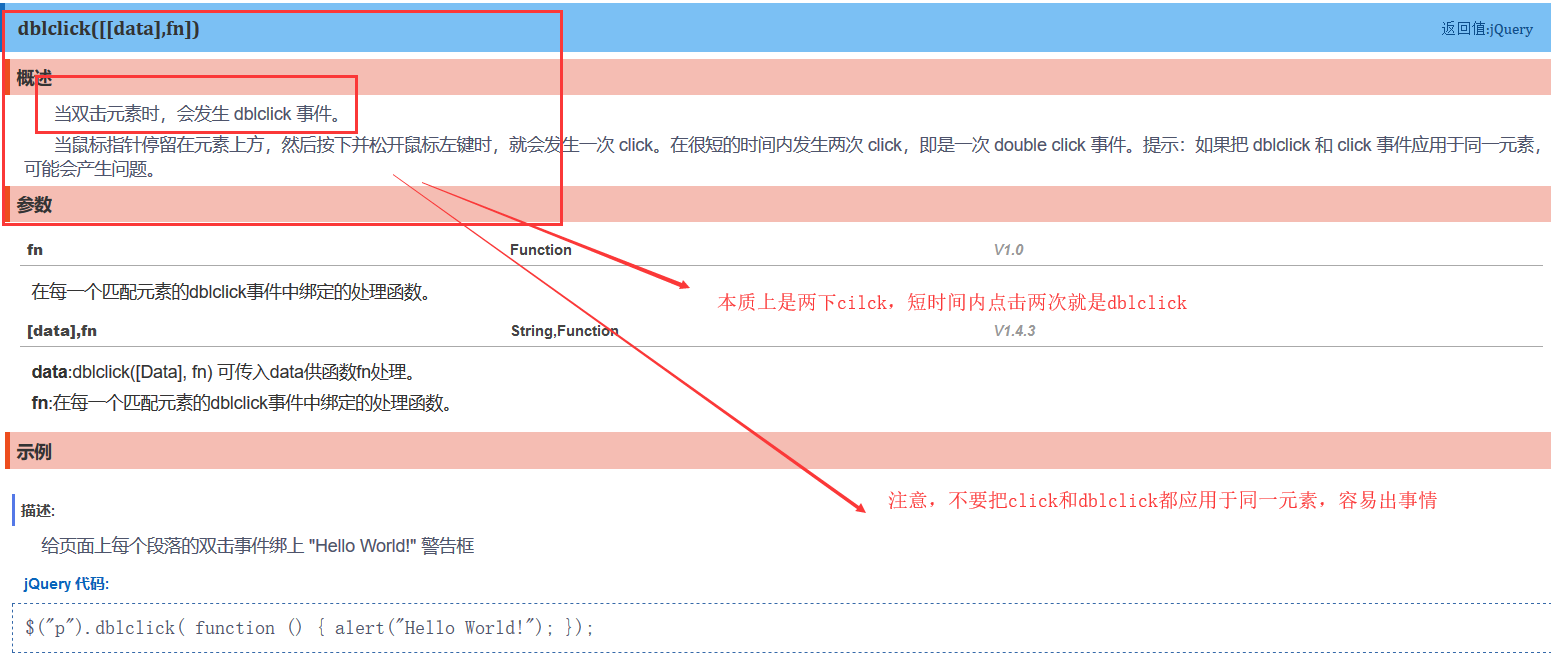 dblclick([[data],fn])
返回值:jQuery
概述
当双击元素时，会发生 dblclick 事件。
当鼠标指针停留在元素上方，然后按下并松开鼠标左键时，就会发生一次 click。在很短的时间内发生两次 click，即是一次 double click 事件。提示：如果把 dblclick 和 click 事件应用于同一元素，
可能会产生问题。
参数
fn Function V1.0
在每一个匹配元素的dblclick事件中绑定的处理函数。
本质上是两下cilck，短时间内点击两次就是dblclick
[data],fn String,Function V1.4.3
data:dblclick([Data], fn) 可传入data供函数fn处理。
fn:在每一个匹配元素的dblclick事件中绑定的处理函数。
示例
注意，不要把click和dblclick都应用于同一元素，容易出事情
描述:
给页面上每个段落的双击事件绑上 "Hello World!" 警告框
jQuery 代码:
$("p").dblclick( function () { alert("Hello World!"); });